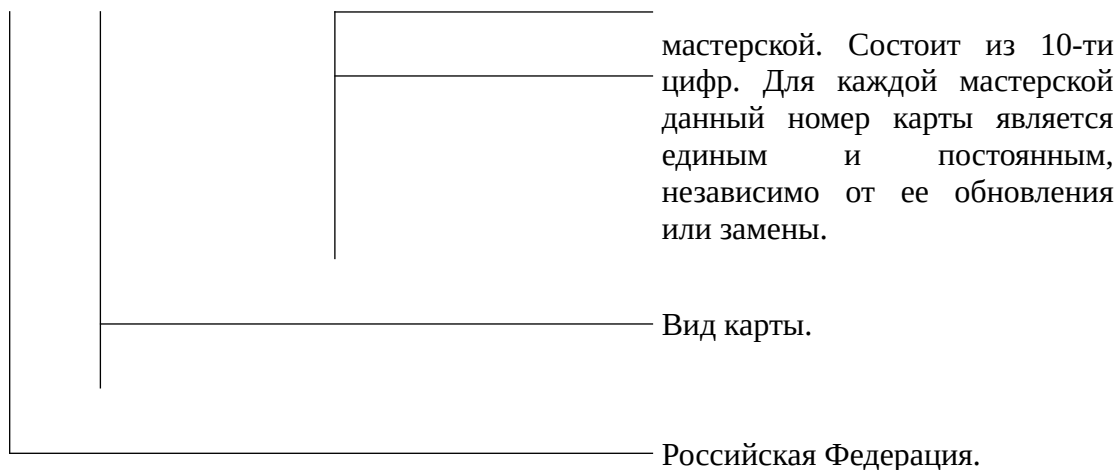 мастерской. Состоит из 10-ти
цифр. Для каждой мастерской
данный номер карты является
единым и постоянным,
независимо от ее обновления
или замены.
Вид карты.
Российская Федерация.